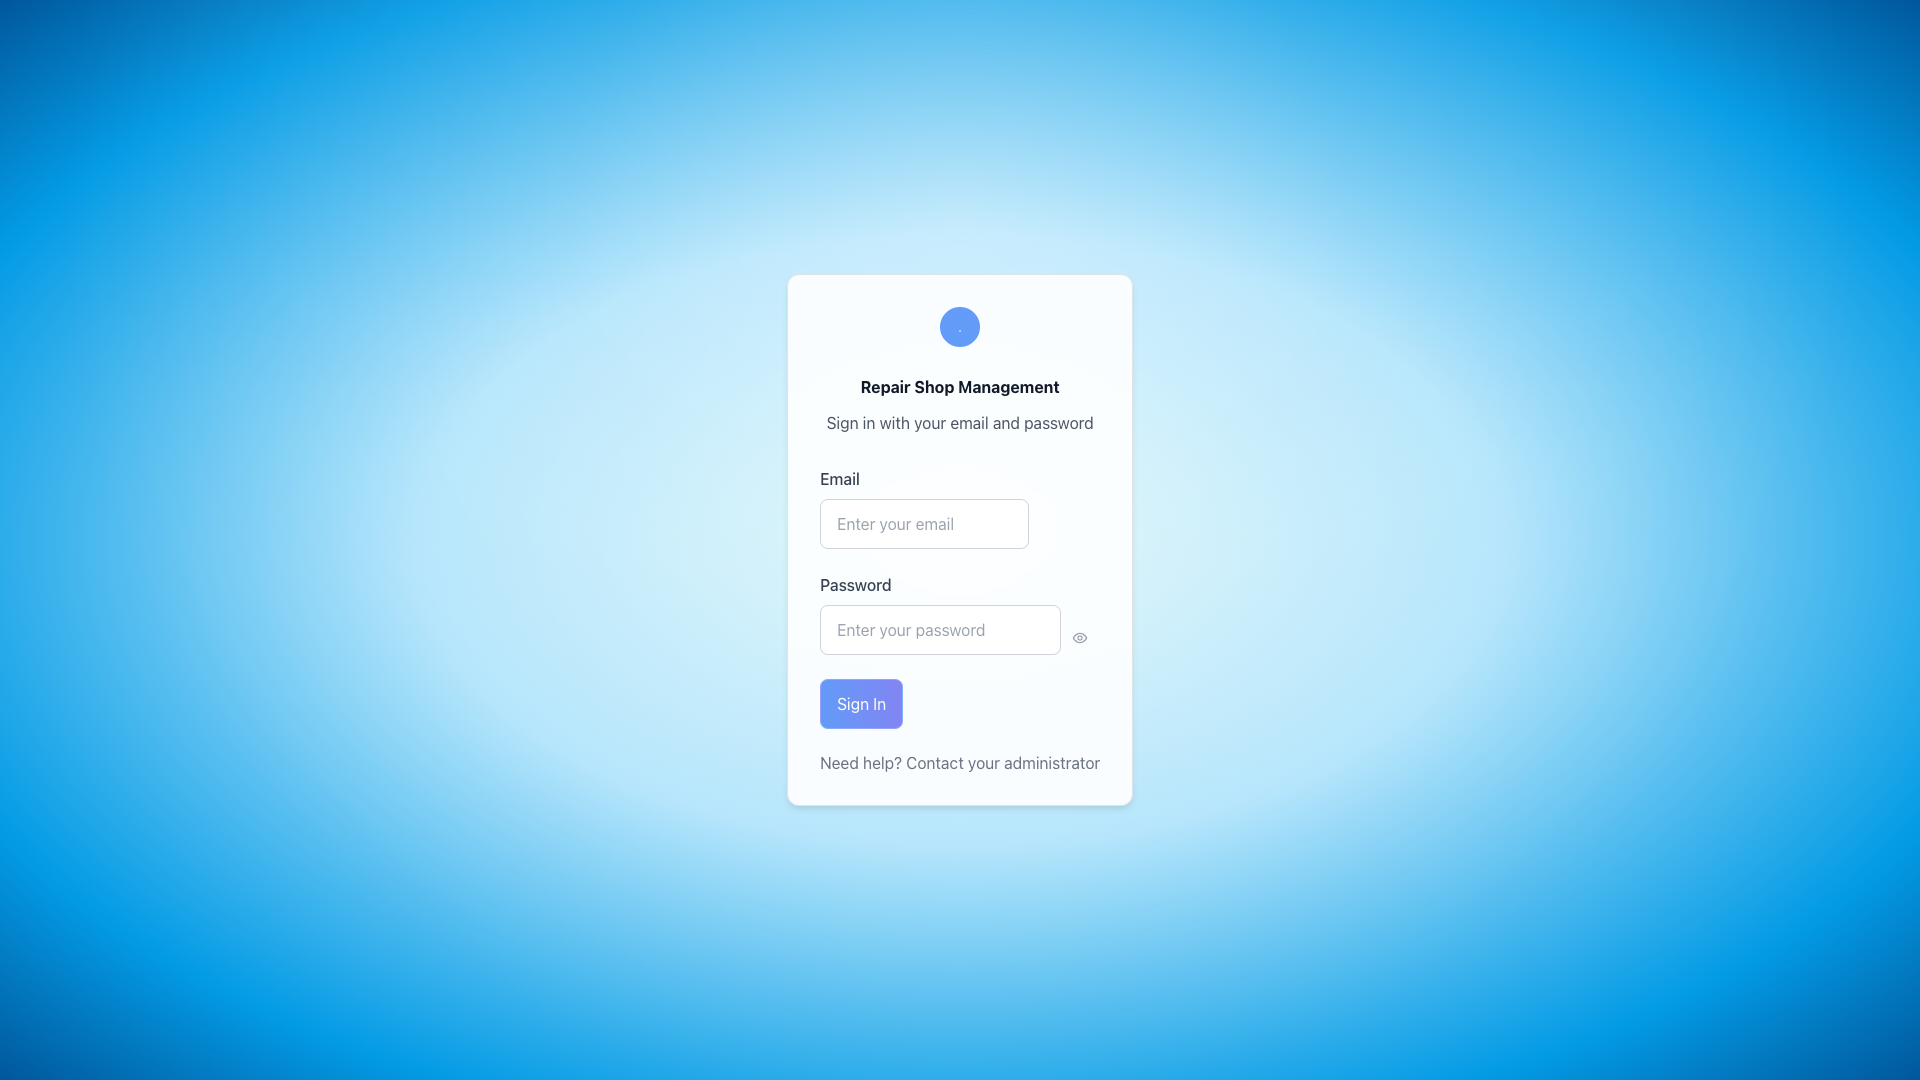 .
Repair Shop Management
Sign in with your email and password
Email
Enter your email
Password
Enter your password
Sign In
Need help? Contact your administrator